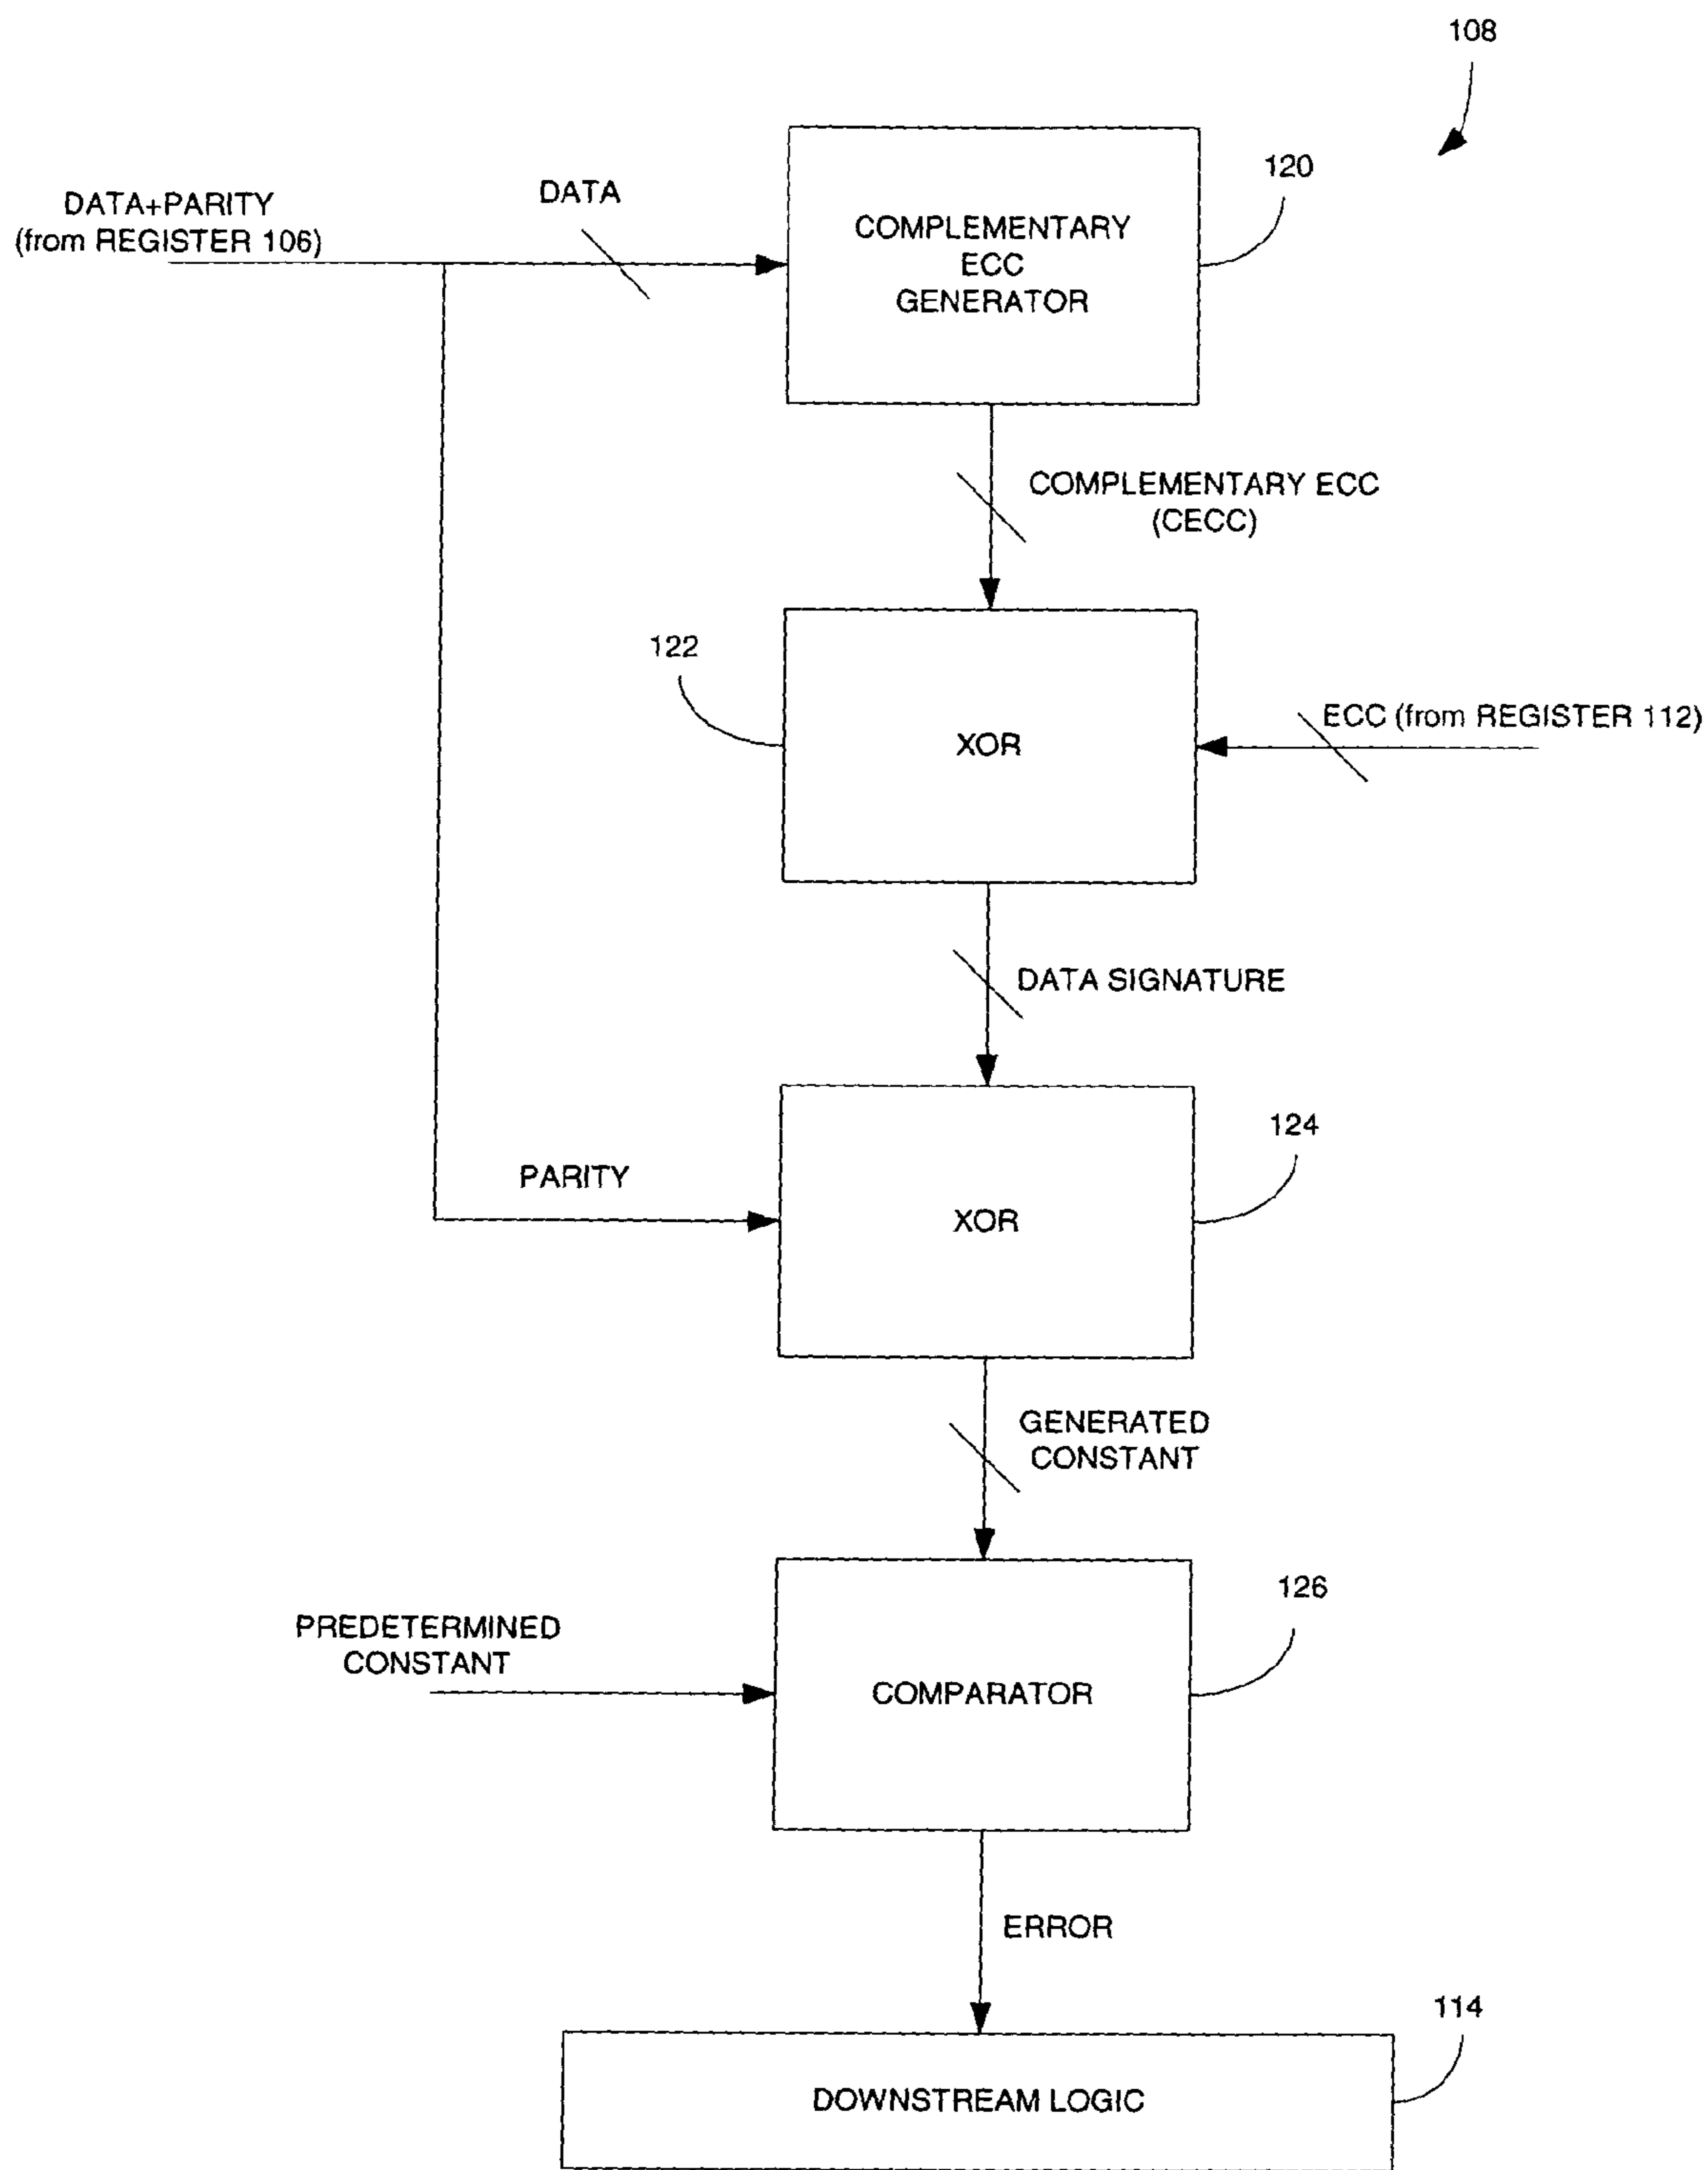 108
120
DATA+PARITY
(from REGISTER 106)
DATA
COMPLEMENTARY
ECC
GENERATOR
COMPLEMENTARY ECC
(CECC)
122
XOR
ECC (from REGISTER 112)
DATA SIGNATURE
124
PARITY
XOR
GENERATED
CONSTANT
126
PREDETERMINED
CONSTANT
COMPARATOR
ERROR
114
DOWNSTREAM LOGIC